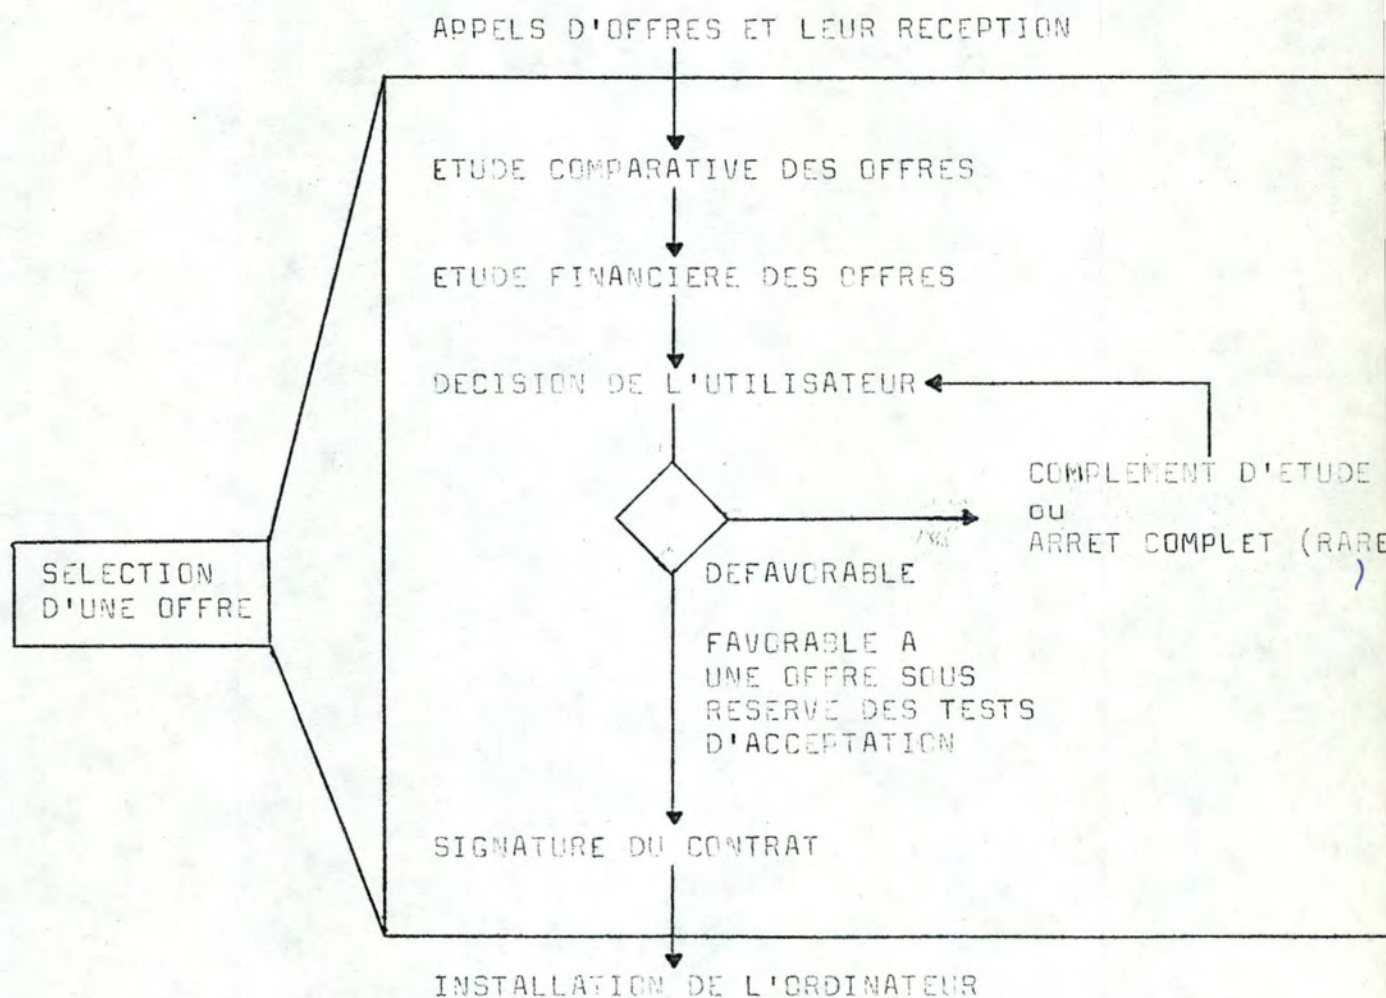 APPELS D'OFFRES ET LEUR RECEPTION
ETUDE COMPARATIVE DES OFFRES
ETUDE FINANCIERE DES OFFRES
DECISION DE L'UTILISATEUR
COMPLEMENT D'ETUDE
OU
ARRET COMPLET (RARE
)
DEFAVORABLE
SELECTION
D'UNE OFFRE
FAVORABLE A
UNE OFFRE SOUS
RESERVE DES TESTS
D'ACCEPTATION
SIGNATURE DU CONTRAT
INSTALLATION DE L'ORDINATEUR